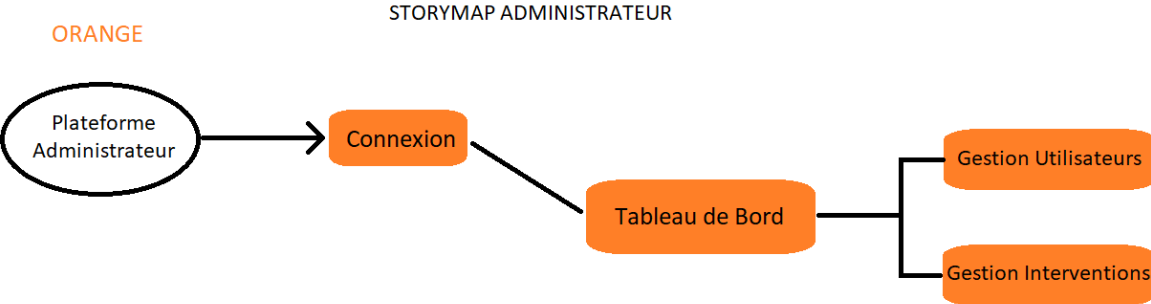 STORYMAP ADMINISTRATEUR
ORANGE
Plateforme
Administrateur
Connexion
Tableau de Bord
Gestion Utilisateurs
Gestion Interventions